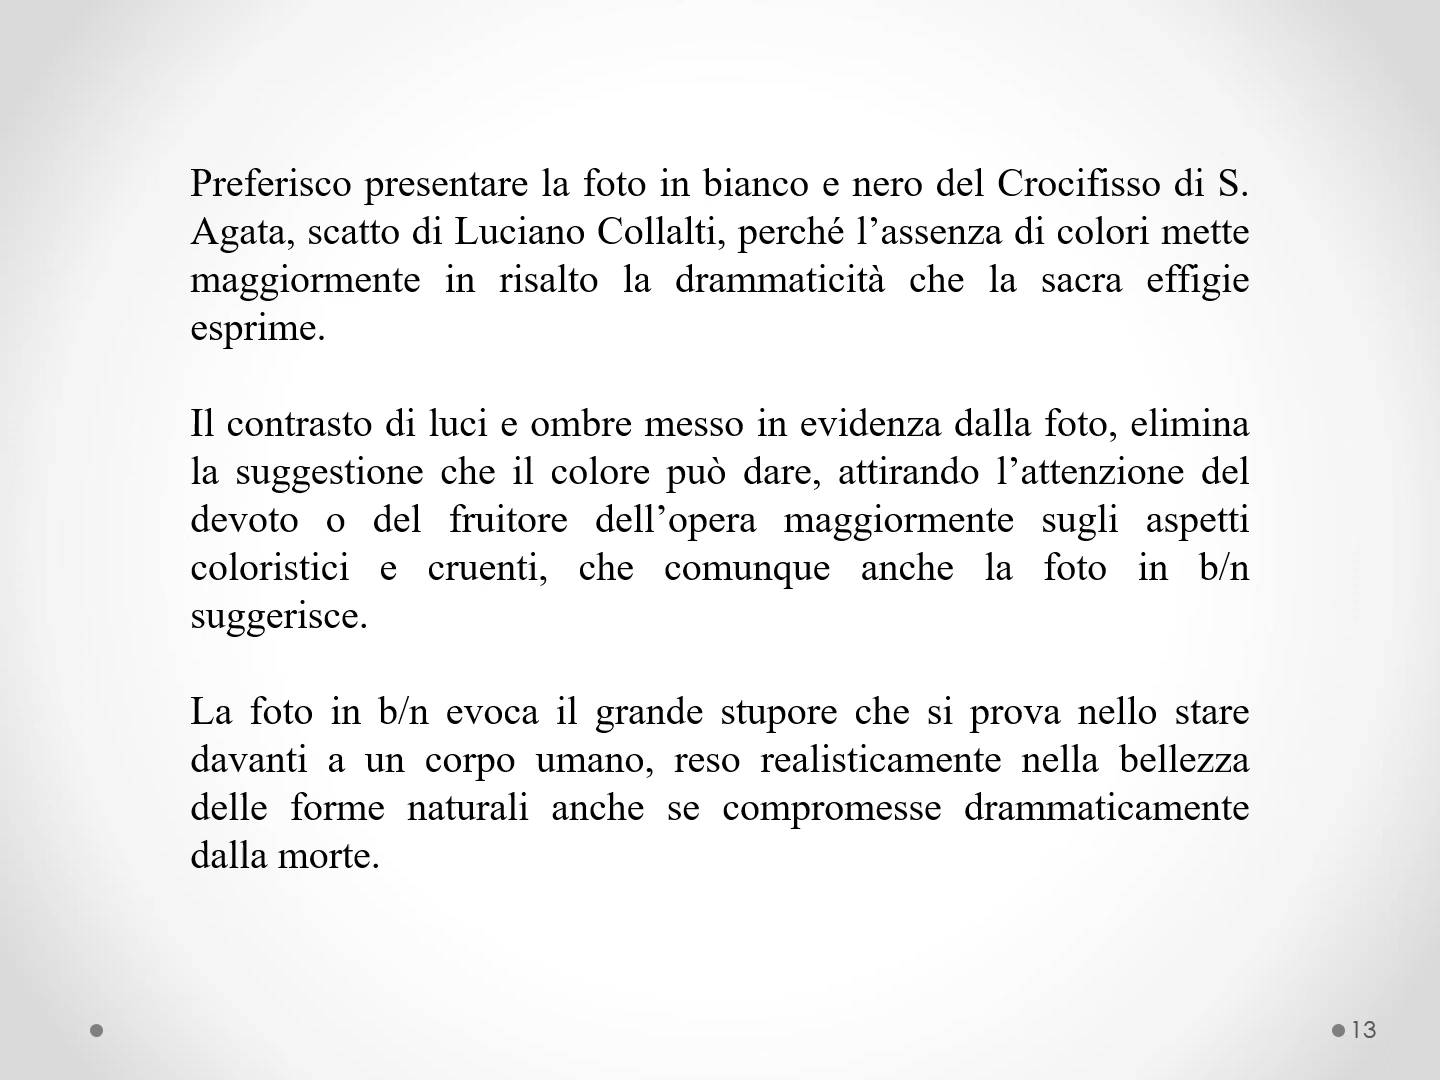 Preferisco presentare la foto in bianco e nero del Crocifisso di S.
Agata, scatto di Luciano Collalti, perché l’assenza di colori mette
maggiormente in risalto la drammaticità che la sacra effigie
esprime.
Il contrasto di luci e ombre messo in evidenza dalla foto, elimina
la suggestione che il colore può dare, attirando l’attenzione del
devoto o del fruitore dell’opera maggiormente sugli aspetti
coloristici e cruenti, che comunque anche la foto in b/n
suggerisce.
La foto in b/n evoca il grande stupore che si prova nello stare
davanti a un corpo umano, reso realisticamente nella bellezza
delle forme naturali anche se compromesse drammaticamente
dalla morte.
13